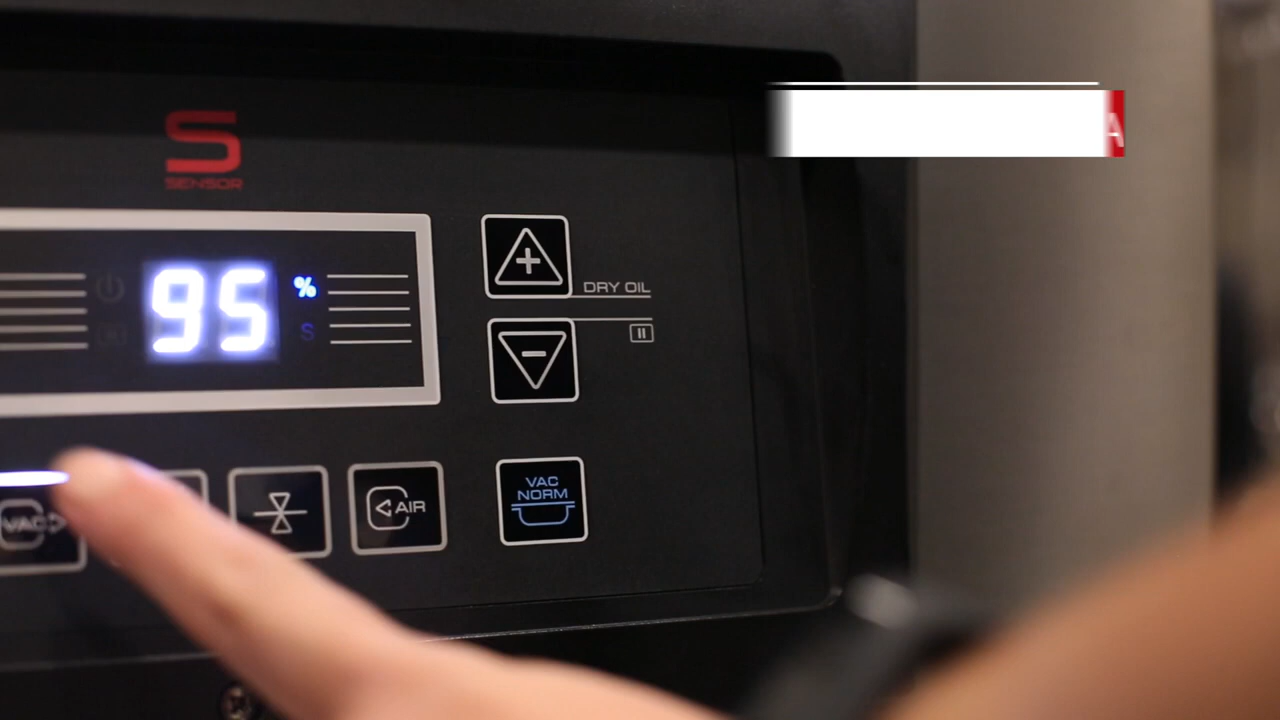 S
SENSOR
95 %
S
+
DRY OIL
−
VAC
AIR
VAC
NORM
A